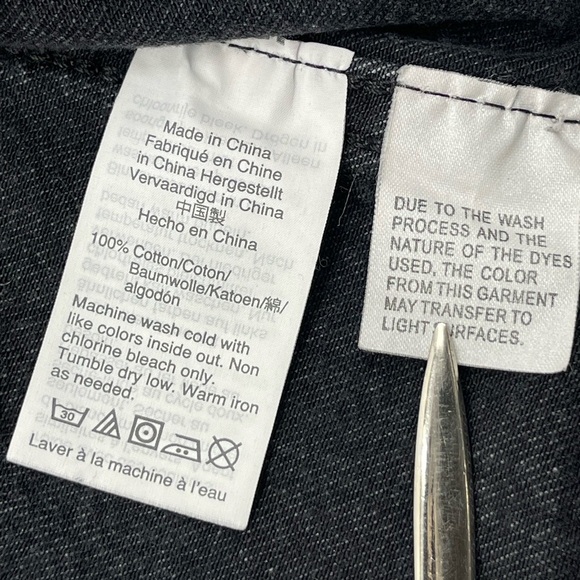 Made in China
Fabriqué en Chine
in China Hergestellt
Vervaardigd in China
中国製
Hecho en China
100% Cotton/Coton/
Baumwolle/Katoen/綿/
algodón
Machine wash cold with
like colors inside out. Non
chlorine bleach only.
Tumble dry low. Warm iron
as needed.
30
Laver à la machine à l'eau
DUE TO THE WASH
PROCESS AND THE
NATURE OF THE DYES
USED, THE COLOR
FROM THIS GARMENT
MAY TRANSFER TO
LIGHT SURFACES.